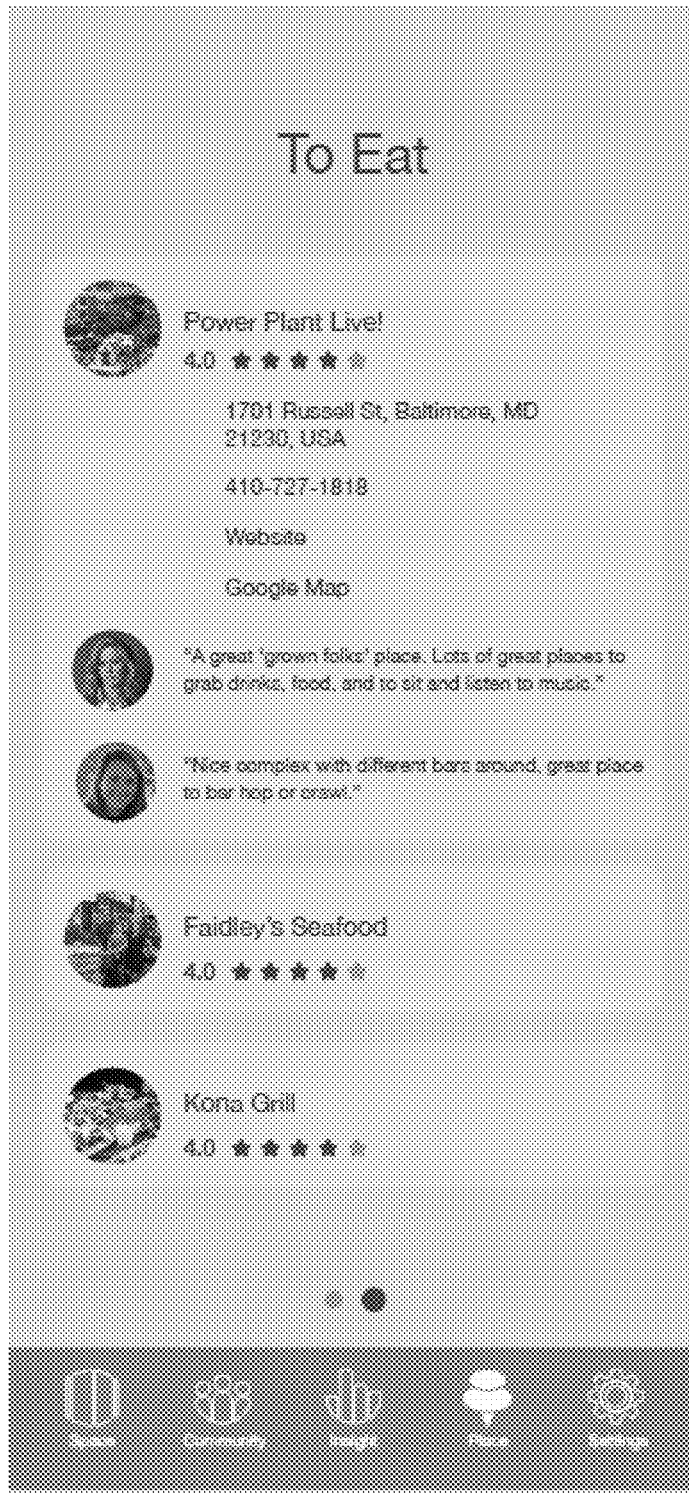 To Eat
Power Plant Live!
4.0
1701 Russell St, Baltimore, MD
21230, USA
410-727-1818
Website
Google Map
"A great 'grown folks' place. Lots of great places to
grab drinks, food, and to sit and listen to music."
"Nice complex with different bars around, great place
to bar hop or crawl."
Faidley's Seafood
4.0
Kona Grill
4.0
Community
Settings